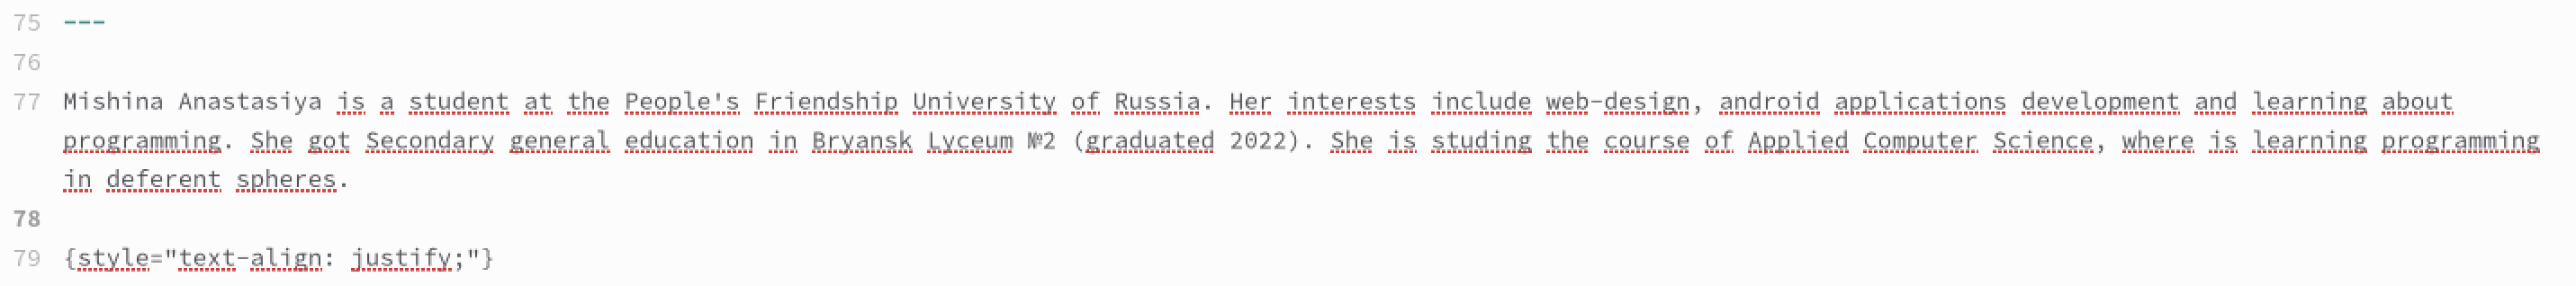 75 ---
76
77 Mishina Anastasiya is a student at the People's Friendship University of Russia. Her interests include web-design, android applications development and learning about
programming. She got Secondary general education in Bryansk Lyceum №2 (graduated 2022). She is studing the course of Applied Computer Science, where is learning programming
in deferent spheres.
78
79 {style="text-align: justify;"}